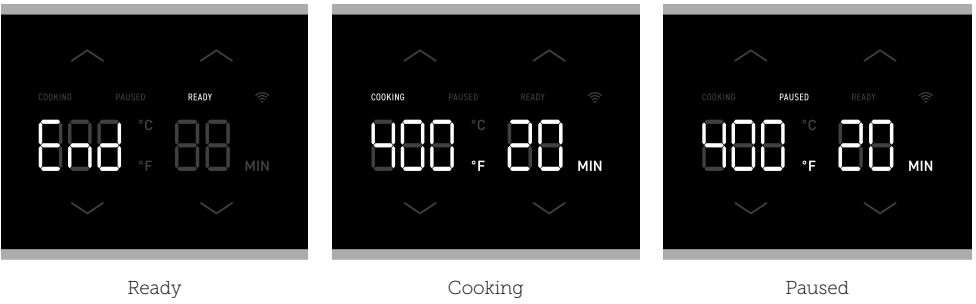 COOKING PAUSED READY
End °C
°F MIN
Ready
COOKING PAUSED READY
400 °C 20
°F MIN
Cooking
COOKING PAUSED READY
400 °C 20
°F MIN
Paused